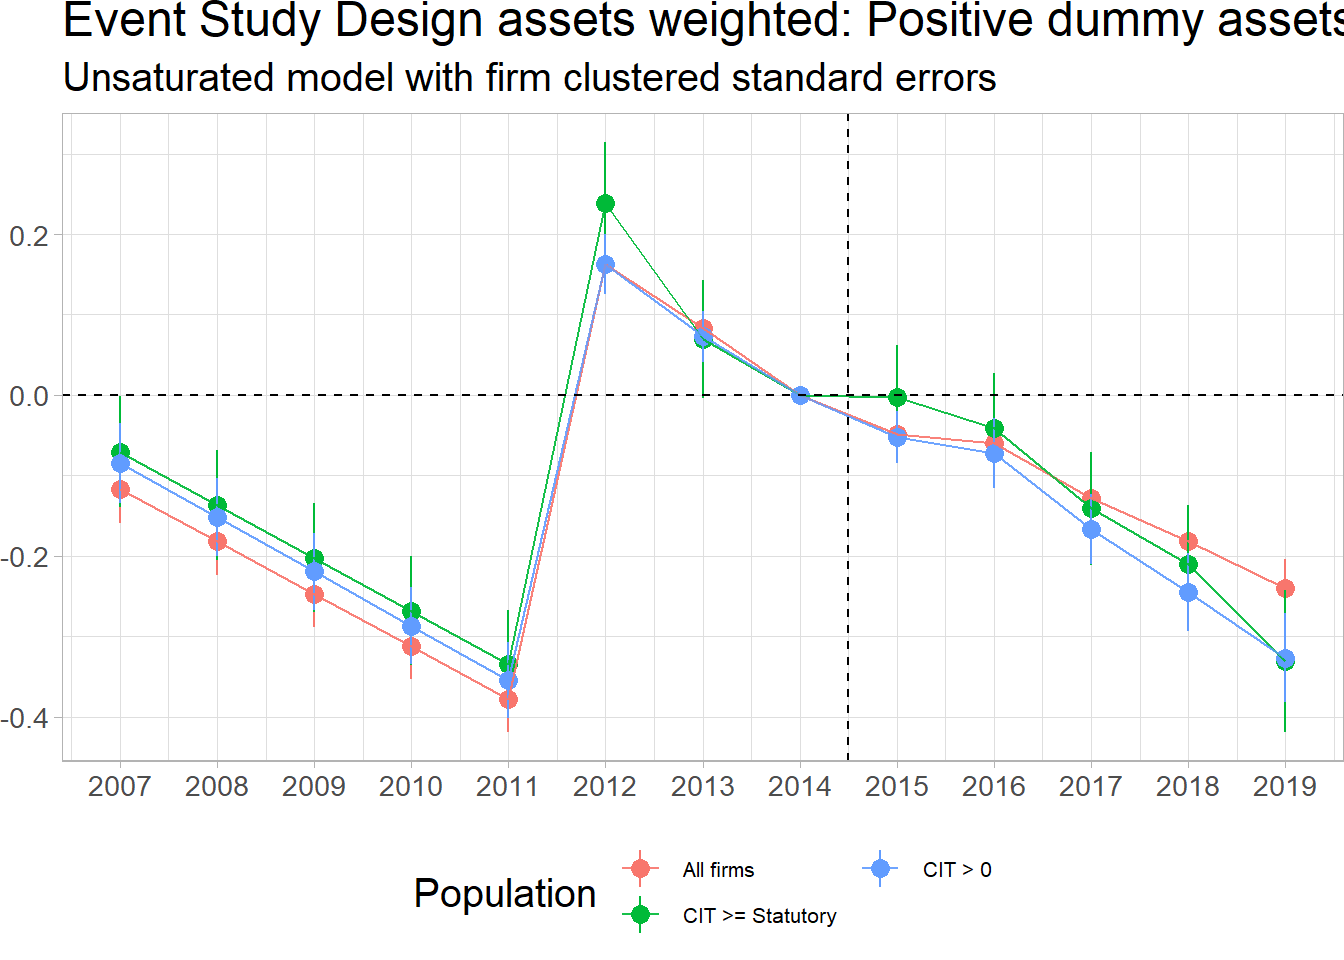 Event Study Design assets weighted: Positive dummy assets
Unsaturated model with firm clustered standard errors
0.2
0.0
-0.2
-0.4
2007 2008 2009 2010 2011 2012 2013 2014 2015 2016 2017 2018 2019
Population
All firms
CIT >= Statutory
CIT > 0